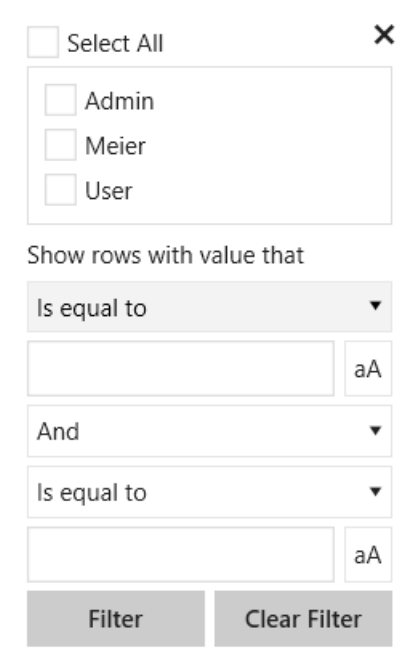 Select All
Admin
Meier
User
Show rows with value that
Is equal to
aA
And
Is equal to
aA
Filter Clear Filter